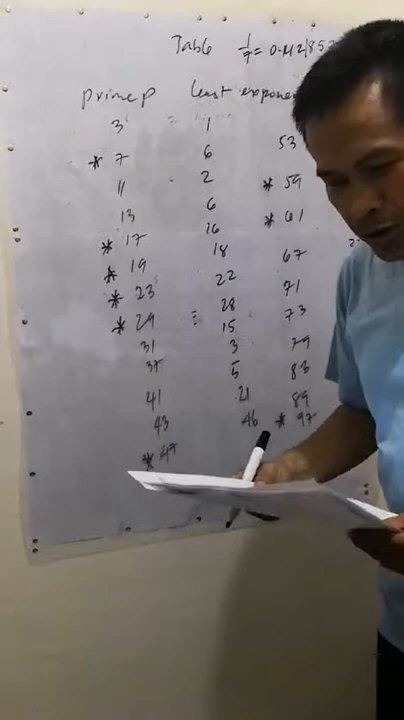 Table 1/7 = 0.142857
prime p least exponen
3 1
* 7 6 53
11 2 * 59
13 6 * 61
* 17 16
* 19 18 67
* 23 22 71
* 29 28 73
31 15 79
37 3 83
41 5 89
43 21 * 97
* 47 46